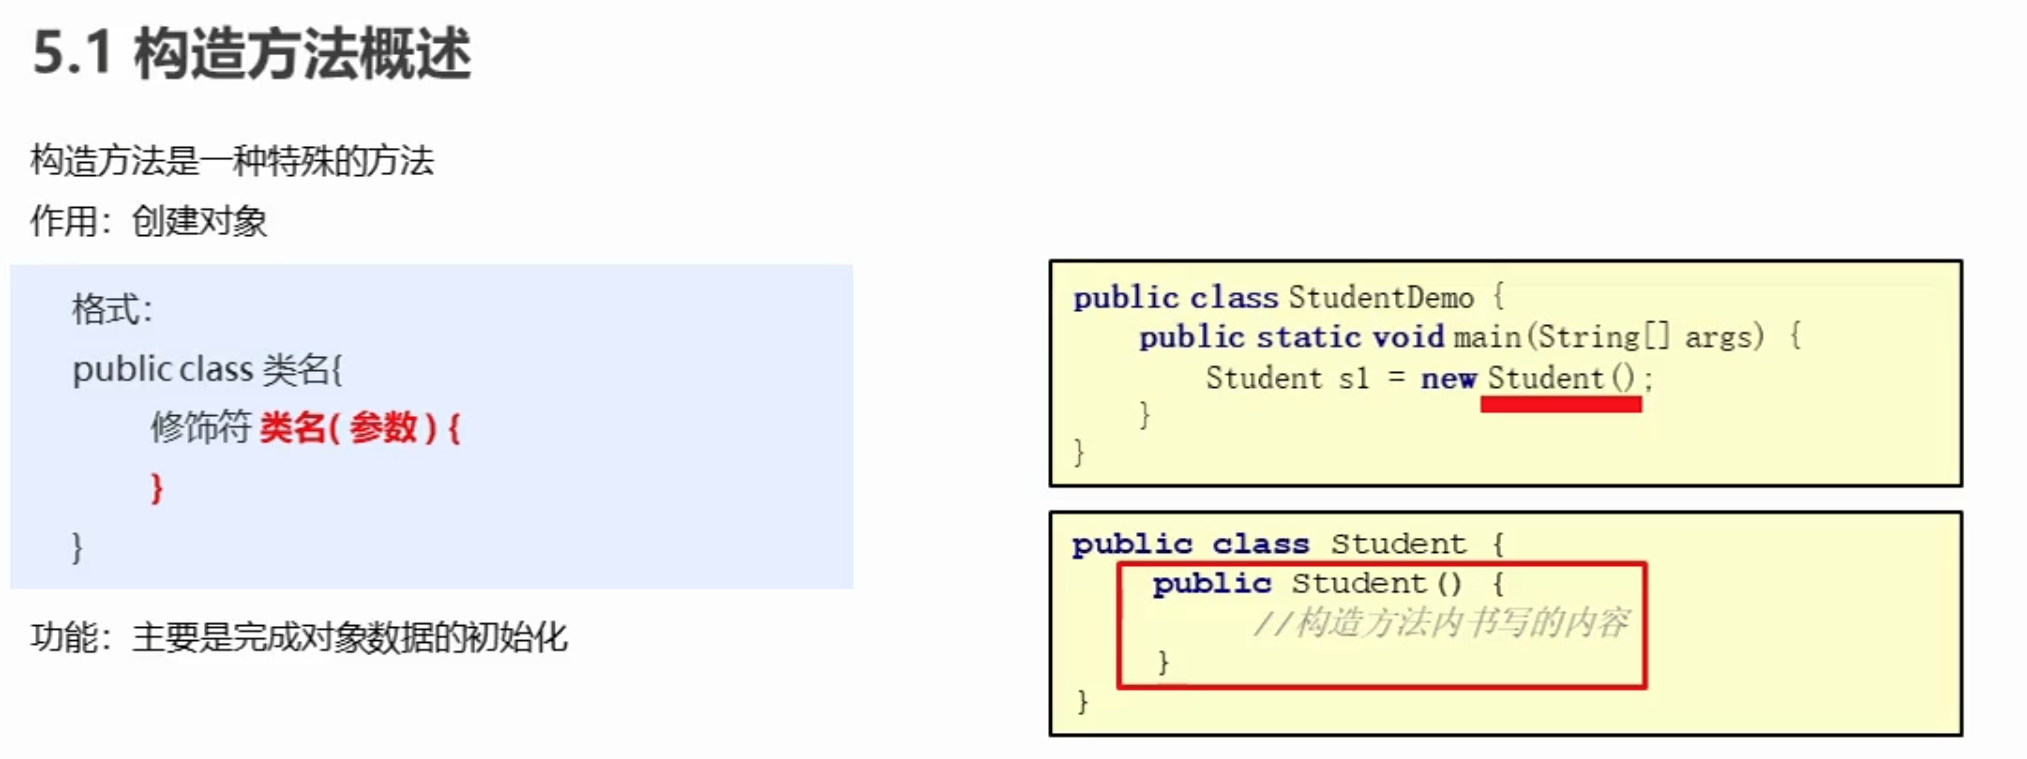 5.1 构造方法概述
构造方法是一种特殊的方法
作用：创建对象
格式：
public class 类名{
修饰符 类名( 参数 ) {
}
}
功能：主要是完成对象数据的初始化
public class StudentDemo {
public static void main(String[] args) {
Student s1 = new Student();
}
}
public class Student {
public Student() {
//构造方法内书写的内容
}
}